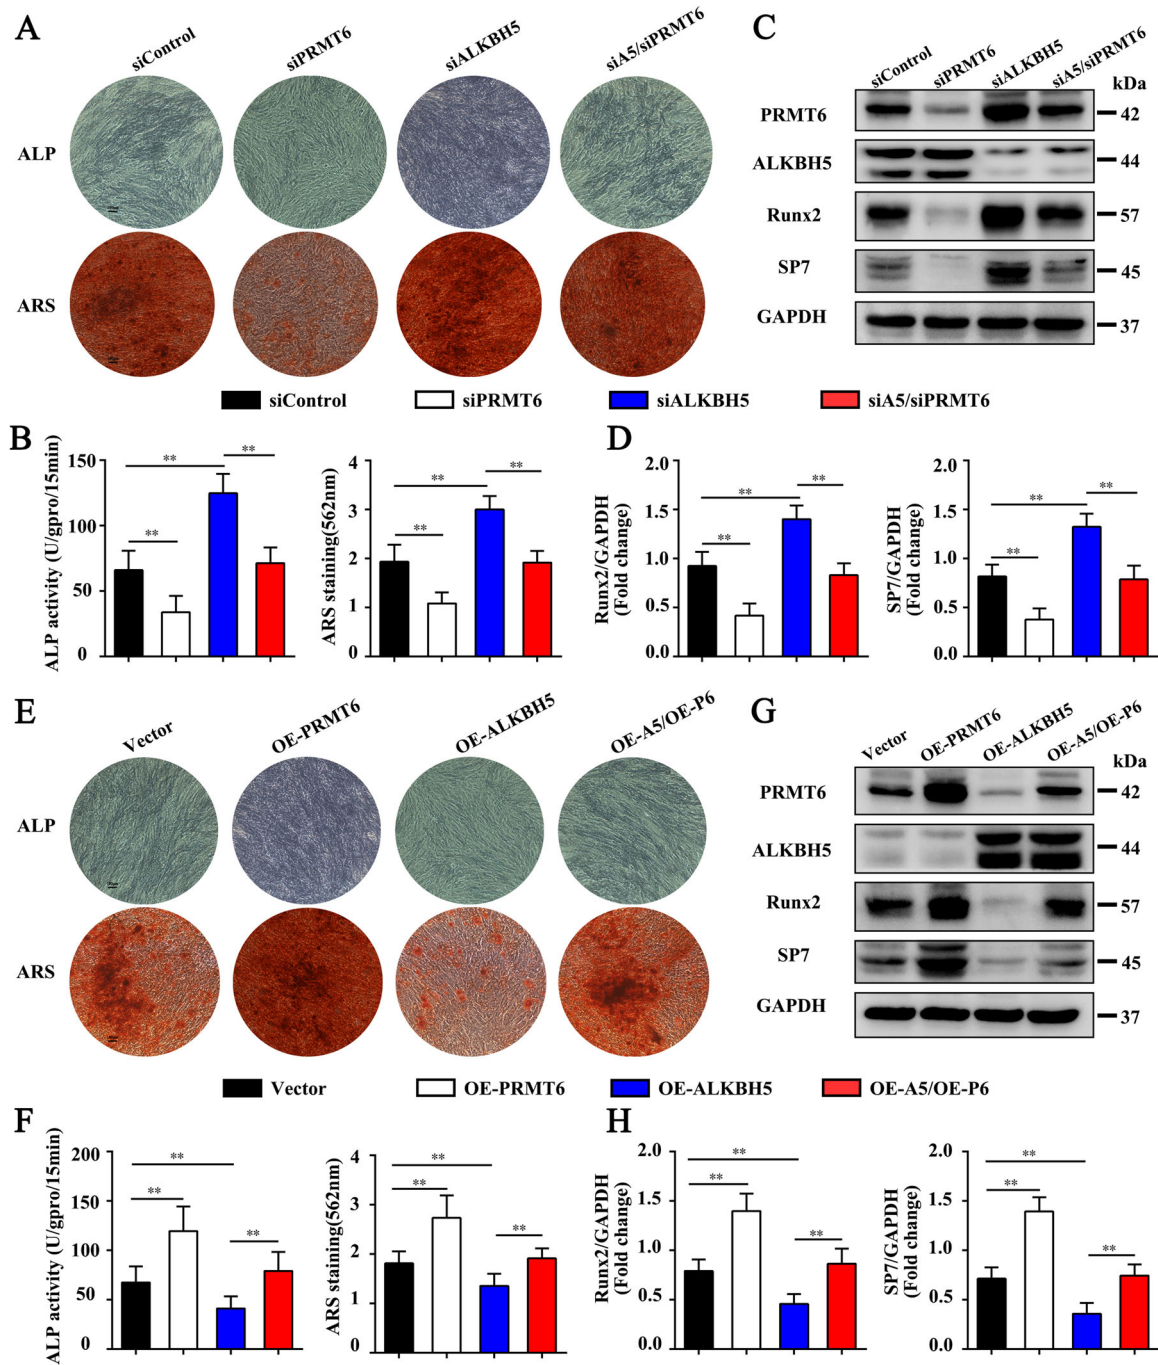 A
siControl
siPRMT6
siALKBH5
siA5/siPRMT6
ALP
ARS
C
siControl
siPRMT6
siALKBH5
siA5/siPRMT6
kDa
PRMT6
42
ALKBH5
44
Runx2
57
SP7
45
GAPDH
37
siControl
siPRMT6
siALKBH5
siA5/siPRMT6
B
ALP activity (U/gpro/15min)
150
100
50
0
**
**
**
ARS staining(562nm)
4
3
2
1
0
**
**
**
D
Runx2/GAPDH
(Fold change)
2.0
1.5
1.0
0.5
0.0
**
**
**
SP7/GAPDH
(Fold change)
2.0
1.5
1.0
0.5
0.0
**
**
**
E
Vector
OE-PRMT6
OE-ALKBH5
OE-A5/OE-P6
ALP
ARS
G
Vector
OE-PRMT6
OE-ALKBH5
OE-A5/OE-P6
kDa
PRMT6
42
ALKBH5
44
Runx2
57
SP7
45
GAPDH
37
Vector
OE-PRMT6
OE-ALKBH5
OE-A5/OE-P6
F
ALP activity (U/gpro/15min)
200
150
100
50
0
**
**
**
ARS staining(562nm)
4
3
2
1
0
**
**
**
H
Runx2/GAPDH
(Fold change)
2.0
1.5
1.0
0.5
0.0
**
**
**
SP7/GAPDH
(Fold change)
2.0
1.5
1.0
0.5
0.0
**
**
**